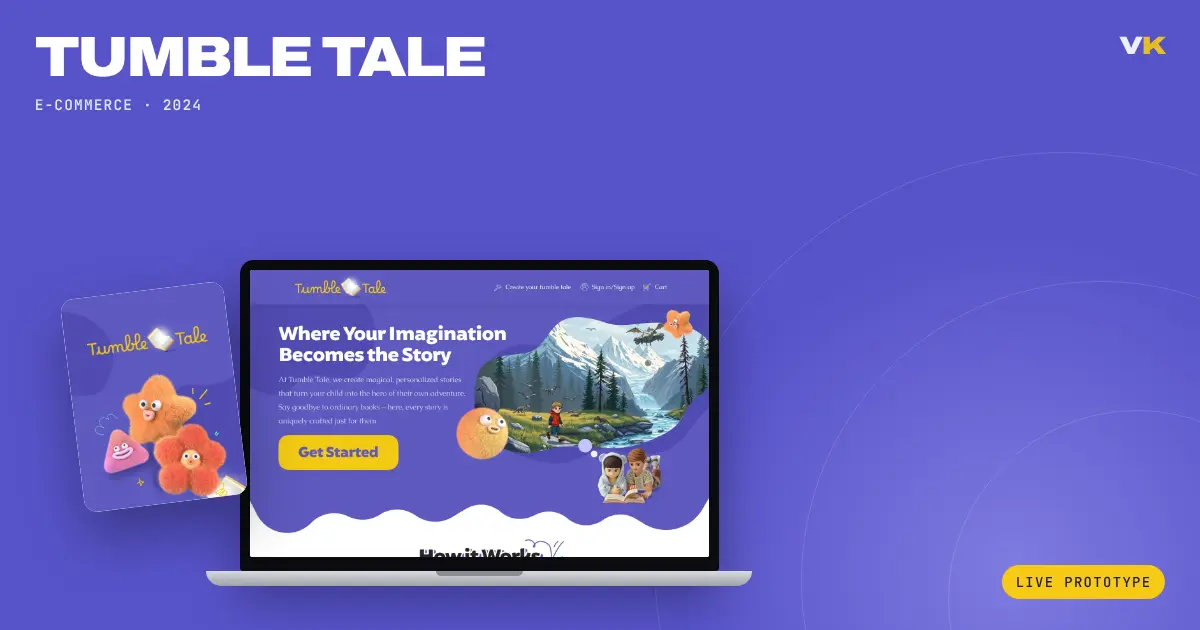 TUMBLE TALE
VK
E-COMMERCE · 2024
Tumble Tale
Tumble Tale
Create your tumble tale
Sign in/Sign up
Cart
Where Your Imagination
Becomes the Story
At Tumble Tale, we create magical, personalized stories
that turn your child into the hero of their own adventure.
Say goodbye to ordinary books—here, every story is
uniquely crafted just for them
Get Started
How it Works
LIVE PROTOTYPE